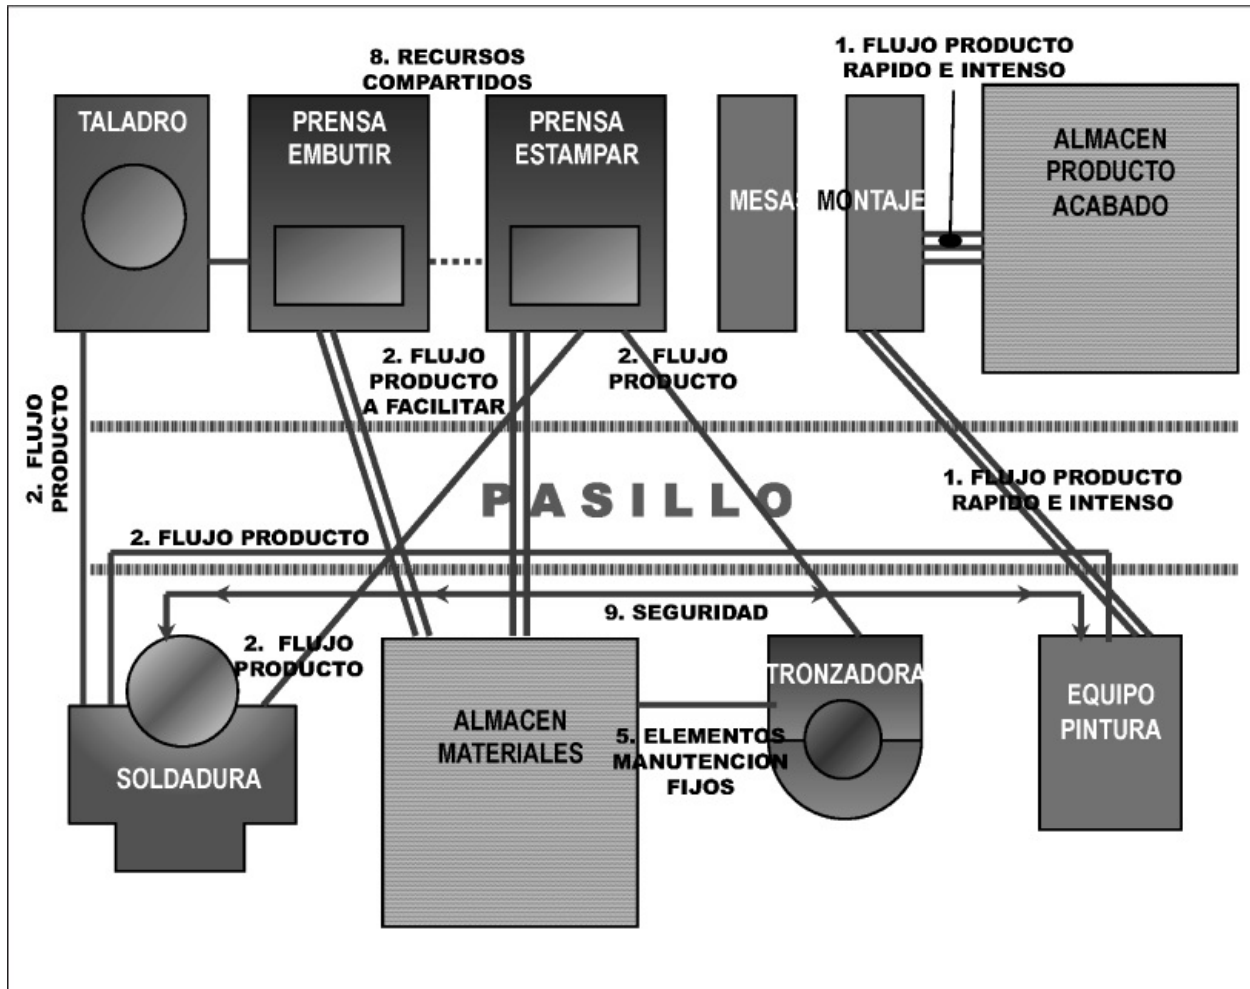 8. RECURSOS
COMPARTIDOS
1. FLUJO PRODUCTO
RAPIDO E INTENSO
TALADRO
PRENSA
EMBUTIR
PRENSA
ESTAMPAR
MESAS
MONTAJE
ALMACEN
PRODUCTO
ACABADO
2. FLUJO
PRODUCTO
2. FLUJO
PRODUCTO
A FACILITAR
2. FLUJO
PRODUCTO
PASILLO
1. FLUJO PRODUCTO
RAPIDO E INTENSO
2. FLUJO PRODUCTO
9. SEGURIDAD
2. FLUJO
PRODUCTO
SOLDADURA
ALMACEN
MATERIALES
5. ELEMENTOS
MANUTENCION
FIJOS
TRONZADORA
EQUIPO
PINTURA